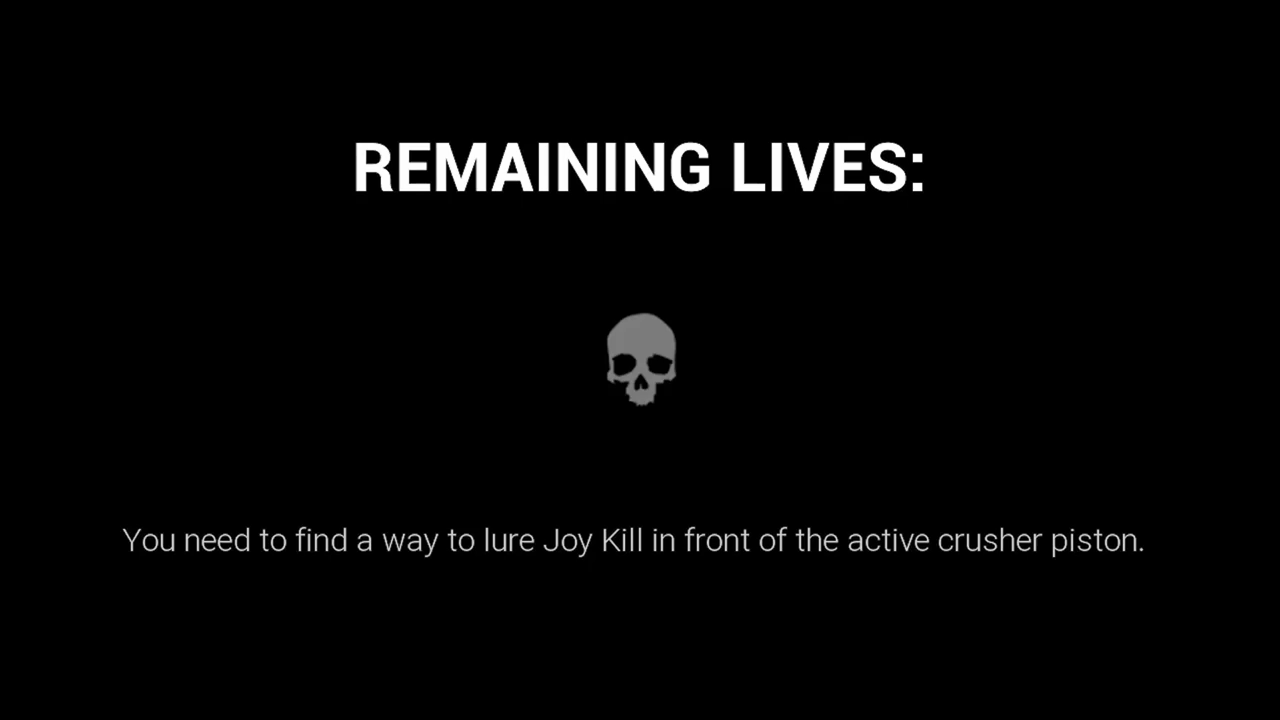 REMAINING LIVES:
You need to find a way to lure Joy Kill in front of the active crusher piston.